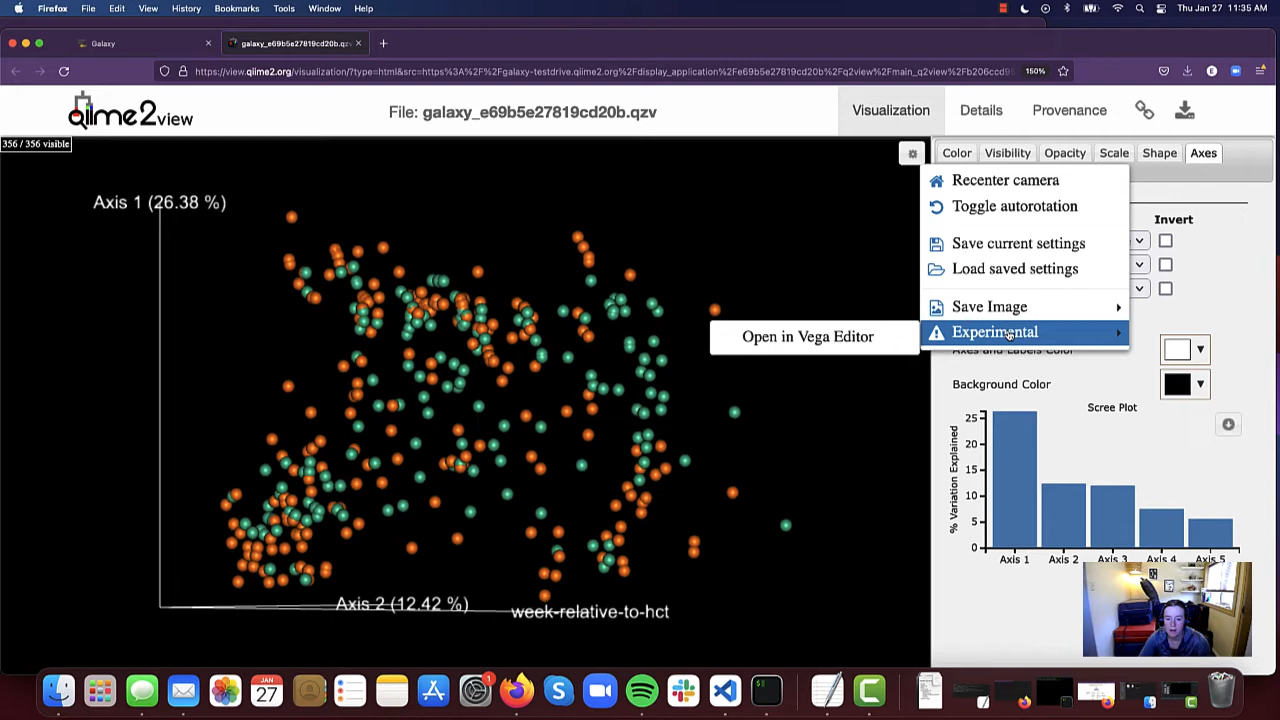 Firefox File Edit View History Bookmarks Tools Window Help Thu Jan 27 11:35 AM
Galaxy galaxy_e69b5e27819cd20b.qzv
https://view.qiime2.org/visualization/?type=html&src=https%3A%2F%2Fgalaxy-testdrive.qiime2.org%2Fdisplay_application%2Fe69b5e27819cd20b%2Fq2view%2Fmain_q2view%2Fb206ccd9 150%
qiime2view File: galaxy_e69b5e27819cd20b.qzv Visualization Details Provenance
356 / 356 visible
Color Visibility Opacity Scale Shape Axes
Recenter camera
Toggle autorotation
Invert
Save current settings
Load saved settings
Save Image
Experimental
Open in Vega Editor
Axes and Labels Color
Background Color
Axis 1 (26.38 %)
Axis 2 (12.42 %)
week-relative-to-hct
Scree Plot
% Variation Explained
25
20
15
10
5
0
Axis 1 Axis 2 Axis 3 Axis 4 Axis 5
JAN
27
1